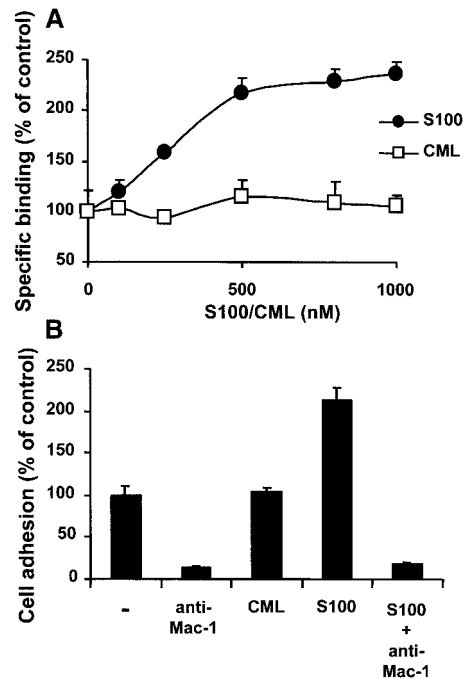 A
Specific binding (% of control)
250
200
150
100
50
0
500
1000
S100/CML (nM)
S100
CML
B
Cell adhesion (% of control)
250
200
150
100
50
0
-
anti-
Mac-1
CML
S100
S100
+
anti-
Mac-1